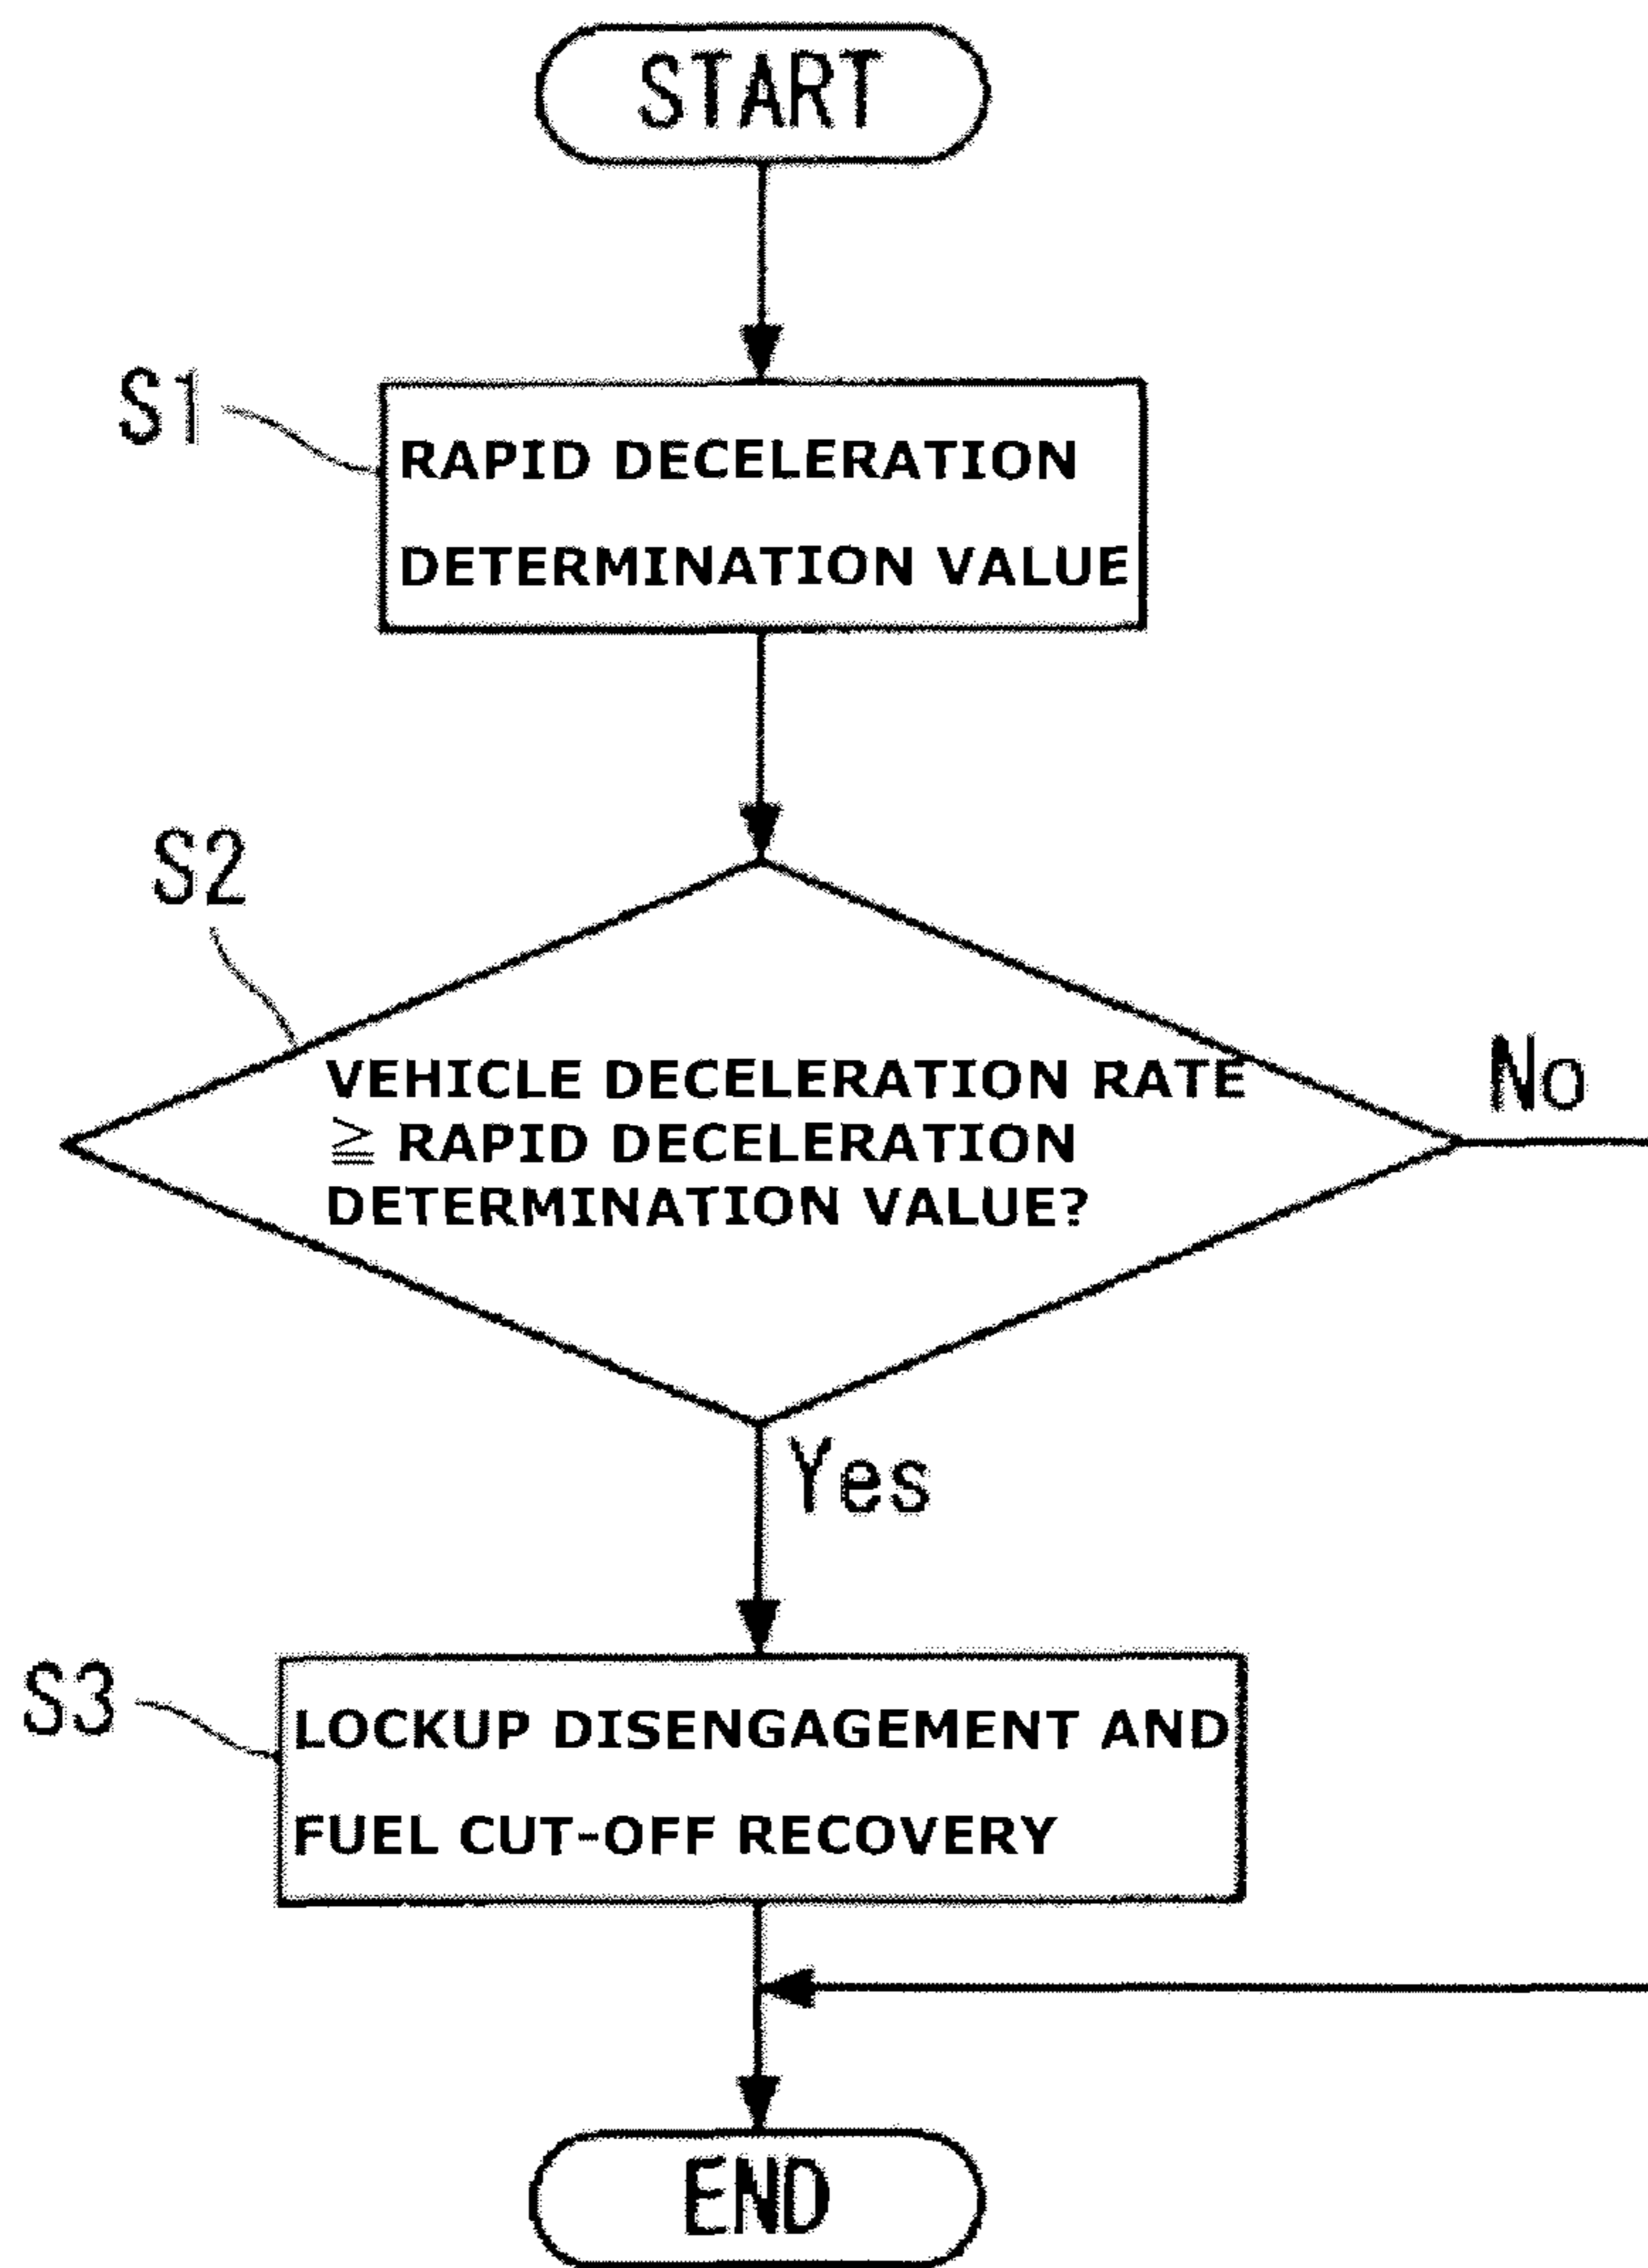 START
S1
RAPID DECELERATION
DETERMINATION VALUE
S2
VEHICLE DECELERATION RATE
≧ RAPID DECELERATION
DETERMINATION VALUE?
No
Yes
S3
LOCKUP DISENGAGEMENT AND
FUEL CUT-OFF RECOVERY
END